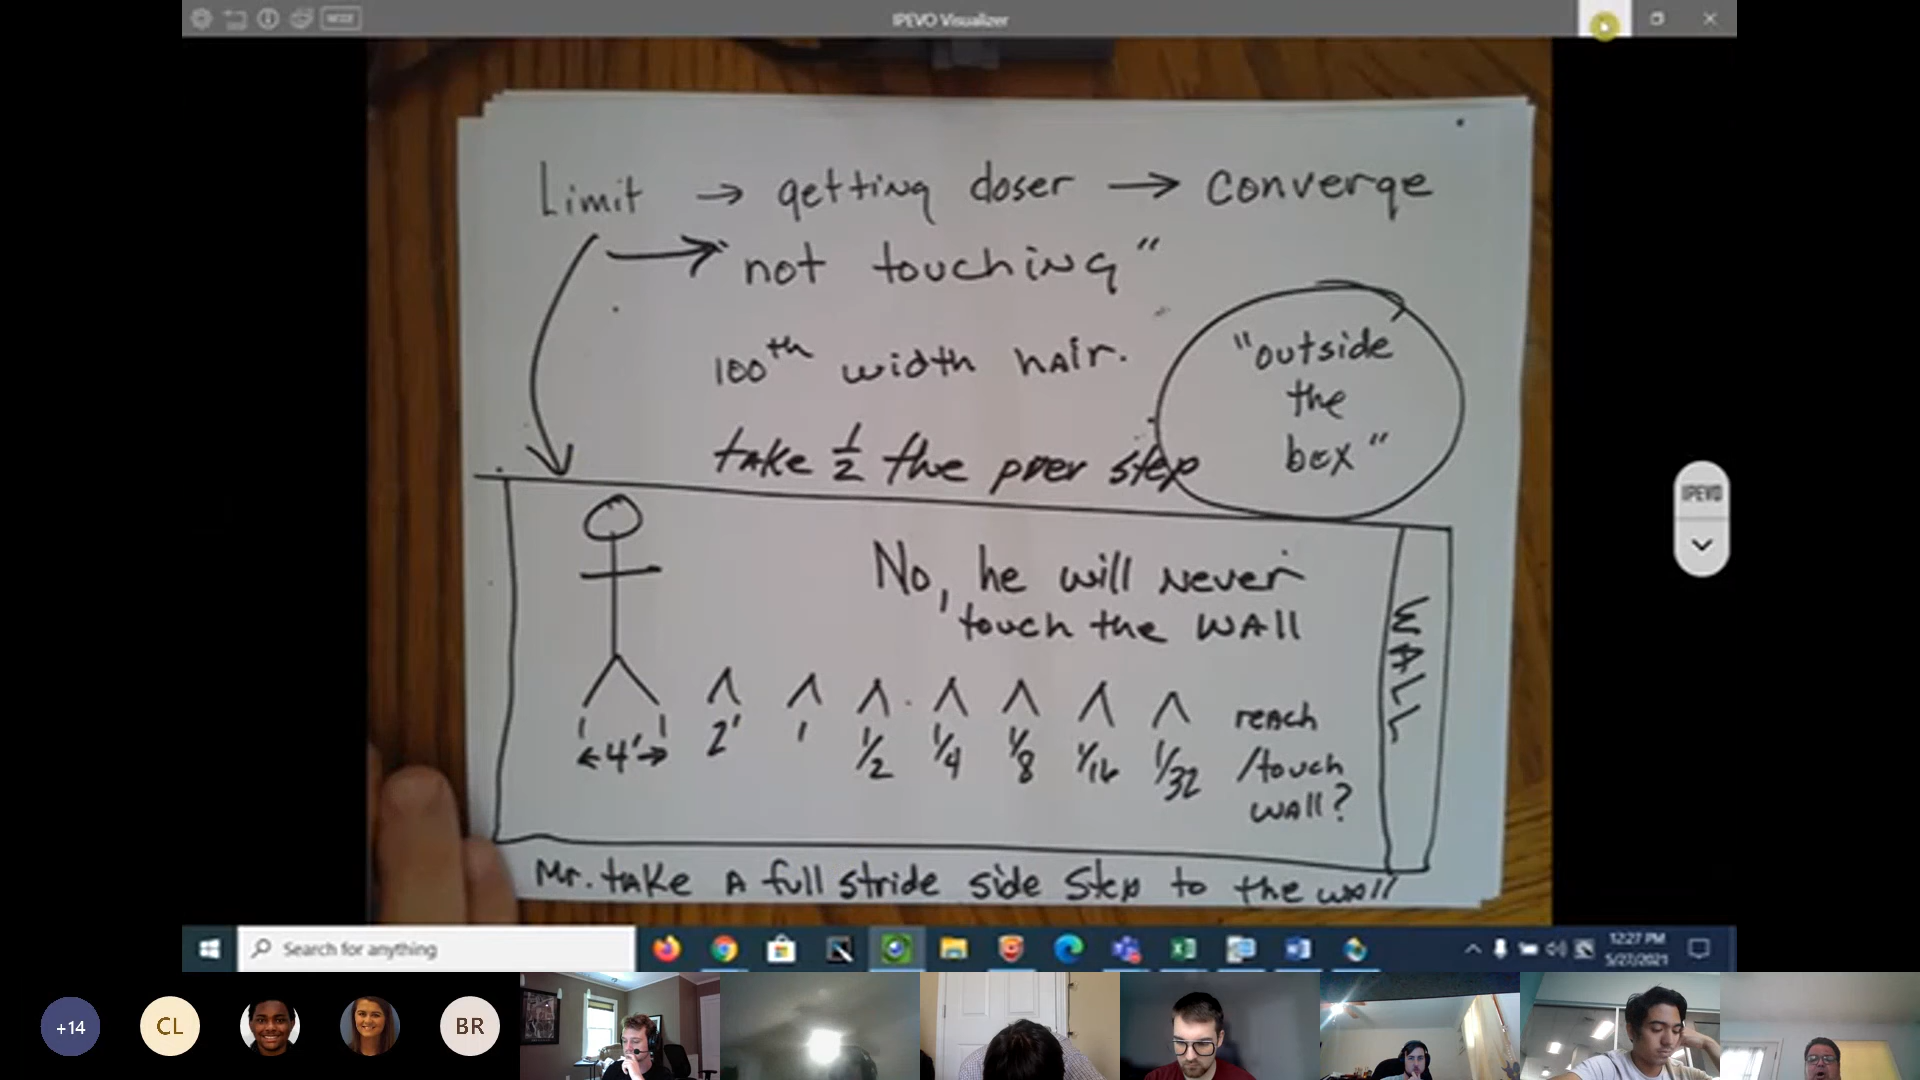 IPEVO Visualizer
Limit → getting closer → converge
→ "not touching"
100th width hair.
"outside
the
box"
take 1/2 the prev step
No, he will never
touch the wall
WALL
←4'→ 2' 1 1/2 1/4 1/8 1/16 1/32
reach
/touch
wall?
Mr. take A full stride side step to the wall
IPEVO
Search for anything
12:27 PM
5/27/2021
+14
CL
BR